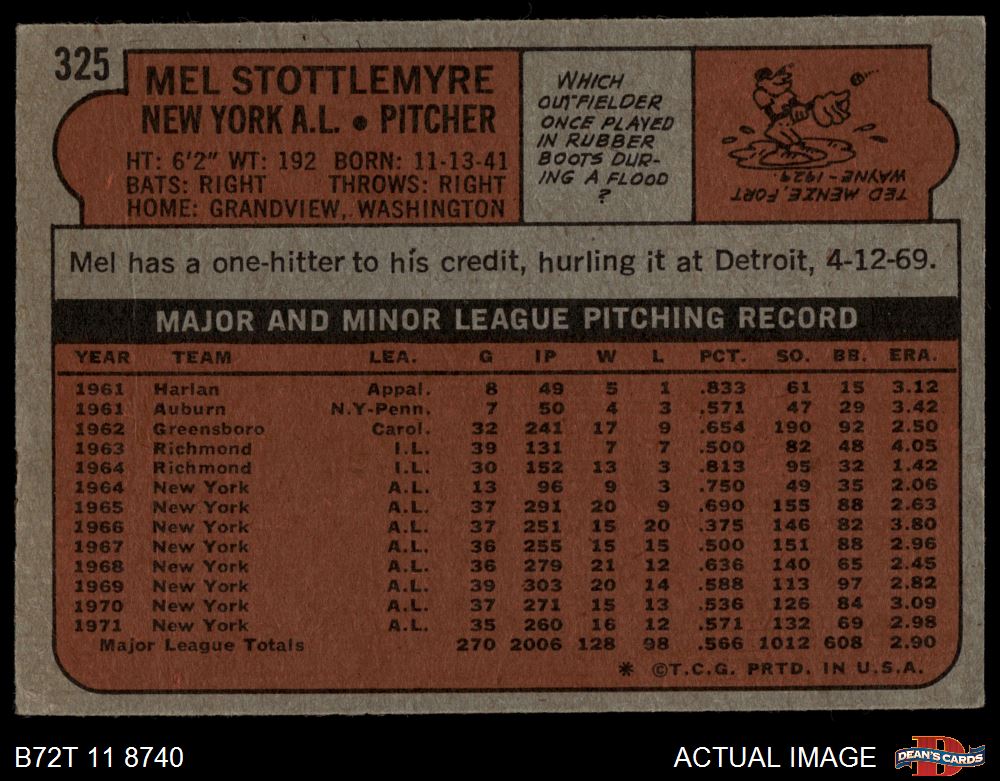 325
MEL STOTTLEMYRE
NEW YORK A.L. • PITCHER
HT: 6'2" WT: 192 BORN: 11-13-41
BATS: RIGHT THROWS: RIGHT
HOME: GRANDVIEW, WASHINGTON
WHICH
OUTFIELDER
ONCE PLAYED
IN RUBBER
BOOTS DUR-
ING A FLOOD
?
TED MENZE, FORT
WAYNE - 1929.
Mel has a one-hitter to his credit, hurling it at Detroit, 4-12-69.
MAJOR AND MINOR LEAGUE PITCHING RECORD
YEAR TEAM LEA. G IP W L PCT. SO. BB. ERA.
1961 Harlan Appal. 8 49 5 1 .833 61 15 3.12
1961 Auburn N.Y-Penn. 7 50 4 3 .571 47 29 3.42
1962 Greensboro Carol. 32 241 17 9 .654 190 92 2.50
1963 Richmond I.L. 39 131 7 7 .500 82 48 4.05
1964 Richmond I.L. 30 152 13 3 .813 95 32 1.42
1964 New York A.L. 13 96 9 3 .750 49 35 2.06
1965 New York A.L. 37 291 20 9 .690 155 88 2.63
1966 New York A.L. 37 251 15 20 .375 146 82 3.80
1967 New York A.L. 36 255 15 15 .500 151 88 2.96
1968 New York A.L. 36 279 21 12 .636 140 65 2.45
1969 New York A.L. 39 303 20 14 .588 113 97 2.82
1970 New York A.L. 37 271 15 13 .536 126 84 3.09
1971 New York A.L. 35 260 16 12 .571 132 69 2.98
Major League Totals 270 2006 128 98 .566 1012 608 2.90
* ©T.C.G. PRTD. IN U.S.A.
B72T 11 8740
ACTUAL IMAGE
DEAN'S CARDS